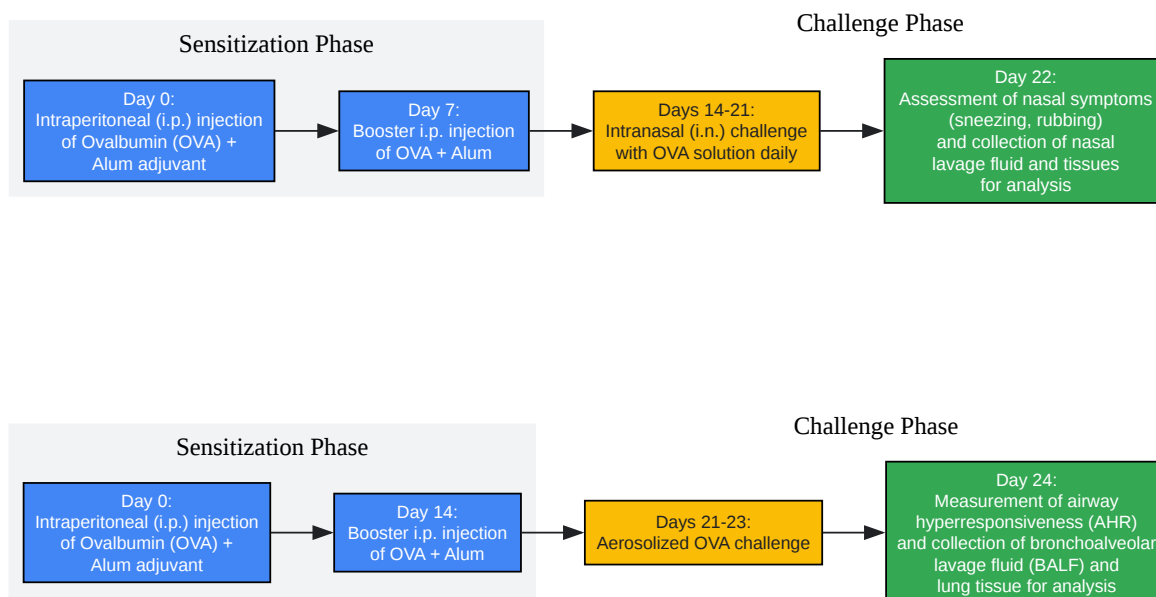 Challenge Phase
Sensitization Phase
Day 0:
Intraperitoneal (i.p.) injection
of Ovalbumin (OVA) +
Alum adjuvant
Day 7:
Booster i.p. injection
of OVA + Alum
Days 14-21:
Intranasal (i.n.) challenge
with OVA solution daily
Day 22:
Assessment of nasal symptoms
(sneezing, rubbing)
and collection of nasal
lavage fluid and tissues
for analysis
Challenge Phase
Sensitization Phase
Day 0:
Intraperitoneal (i.p.) injection
of Ovalbumin (OVA) +
Alum adjuvant
Day 14:
Booster i.p. injection
of OVA + Alum
Days 21-23:
Aerosolized OVA challenge
Day 24:
Measurement of airway
hyperresponsiveness (AHR)
and collection of bronchoalveolar
lavage fluid (BALF) and
lung tissue for analysis